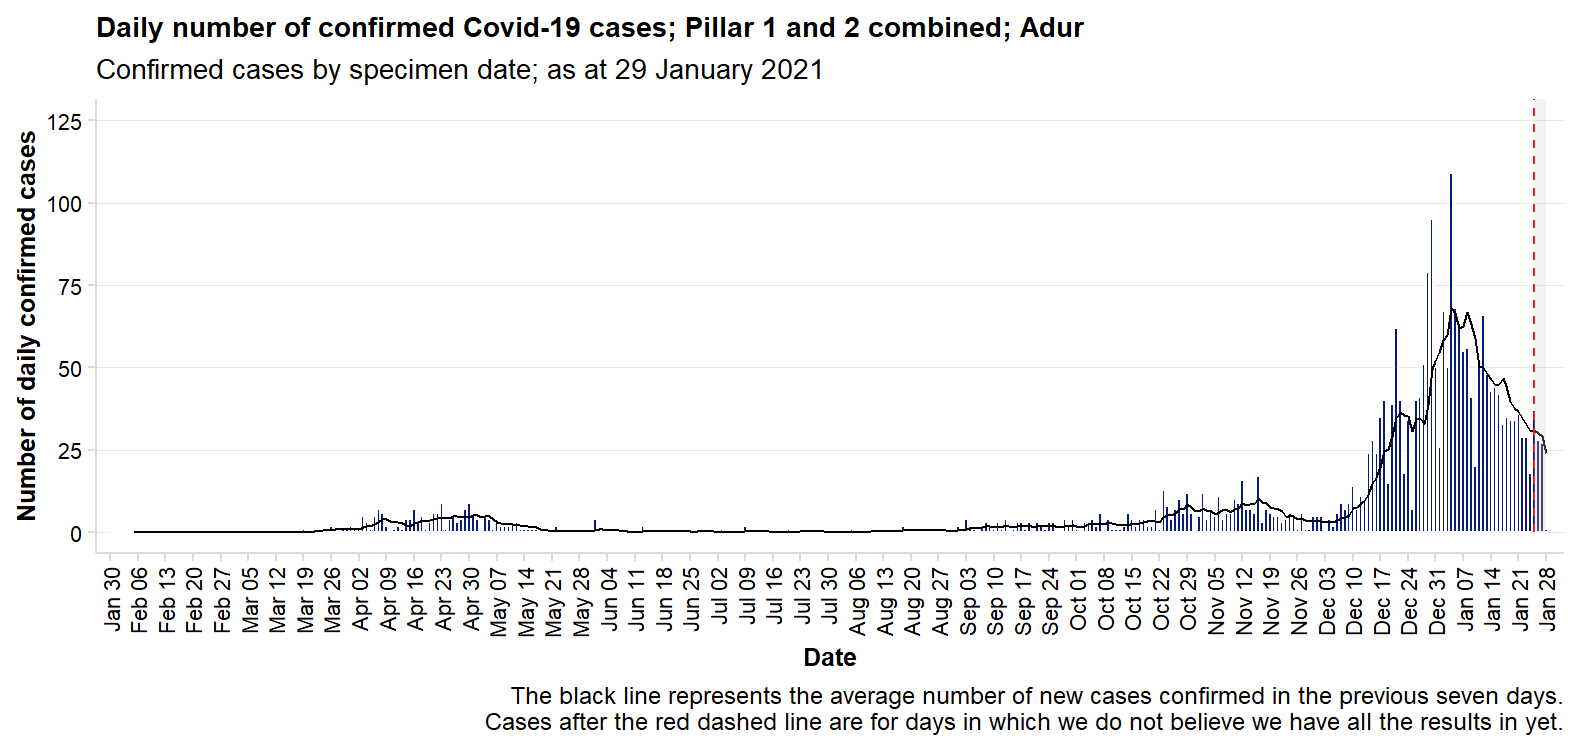 Daily number of confirmed Covid-19 cases; Pillar 1 and 2 combined; Adur
Confirmed cases by specimen date; as at 29 January 2021
Number of daily confirmed cases
125
100
75
50
25
0
Jan 30
Feb 06
Feb 13
Feb 20
Feb 27
Mar 05
Mar 12
Mar 19
Mar 26
Apr 02
Apr 09
Apr 16
Apr 23
Apr 30
May 07
May 14
May 21
May 28
Jun 04
Jun 11
Jun 18
Jun 25
Jul 02
Jul 09
Jul 16
Jul 23
Jul 30
Aug 06
Aug 13
Aug 20
Aug 27
Sep 03
Sep 10
Sep 17
Sep 24
Oct 01
Oct 08
Oct 15
Oct 22
Oct 29
Nov 05
Nov 12
Nov 19
Nov 26
Dec 03
Dec 10
Dec 17
Dec 24
Dec 31
Jan 07
Jan 14
Jan 21
Jan 28
Date
The black line represents the average number of new cases confirmed in the previous seven days.
Cases after the red dashed line are for days in which we do not believe we have all the results in yet.